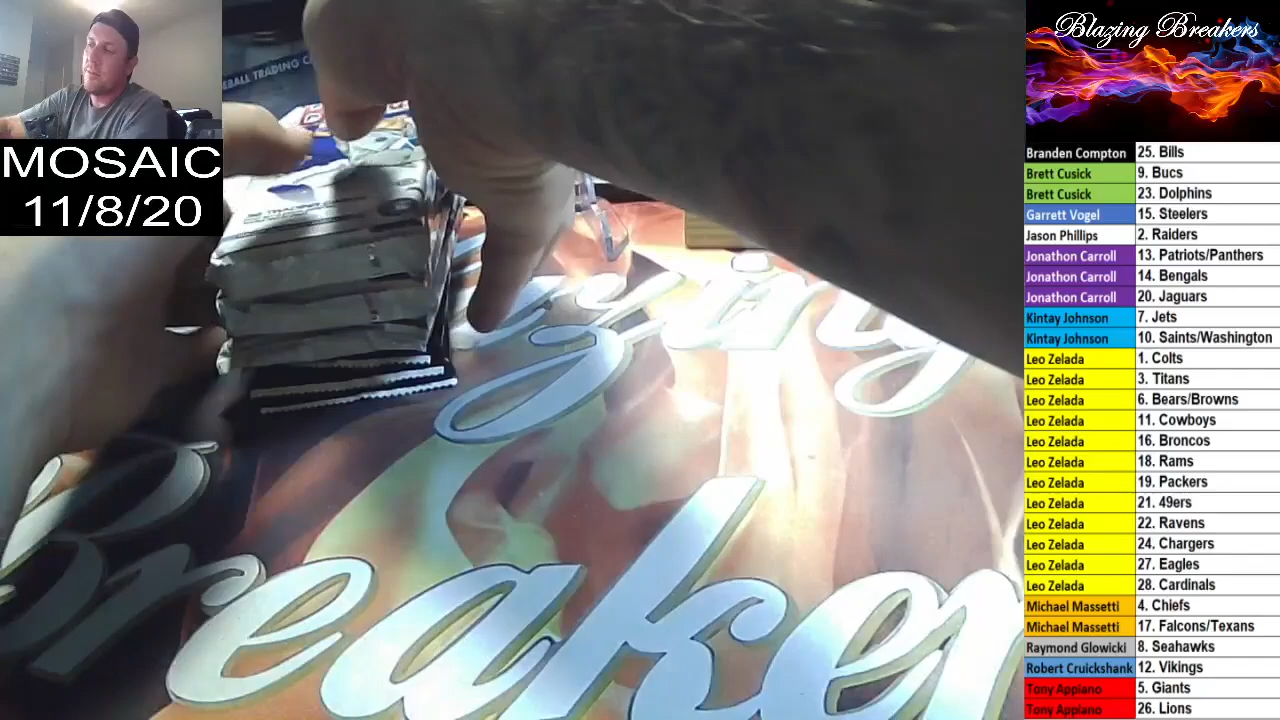 Blazing Breakers
MOSAIC
11/8/20
BALL TRADING C
Branden Compton 25. Bills
Brett Cusick 9. Bucs
Brett Cusick 23. Dolphins
Garrett Vogel 15. Steelers
Jason Phillips 2. Raiders
Jonathon Carroll 13. Patriots/Panthers
Jonathon Carroll 14. Bengals
Jonathon Carroll 20. Jaguars
Kintay Johnson 7. Jets
Kintay Johnson 10. Saints/Washington
Leo Zelada 1. Colts
Leo Zelada 3. Titans
Leo Zelada 6. Bears/Browns
Leo Zelada 11. Cowboys
Leo Zelada 16. Broncos
Leo Zelada 18. Rams
Leo Zelada 19. Packers
Leo Zelada 21. 49ers
Leo Zelada 22. Ravens
Leo Zelada 24. Chargers
Leo Zelada 27. Eagles
Leo Zelada 28. Cardinals
Michael Massetti 4. Chiefs
Michael Massetti 17. Falcons/Texans
Raymond Glowicki 8. Seahawks
Robert Cruickshank 12. Vikings
Tony Appiano 5. Giants
Tony Appiano 26. Lions
zing
Breaker